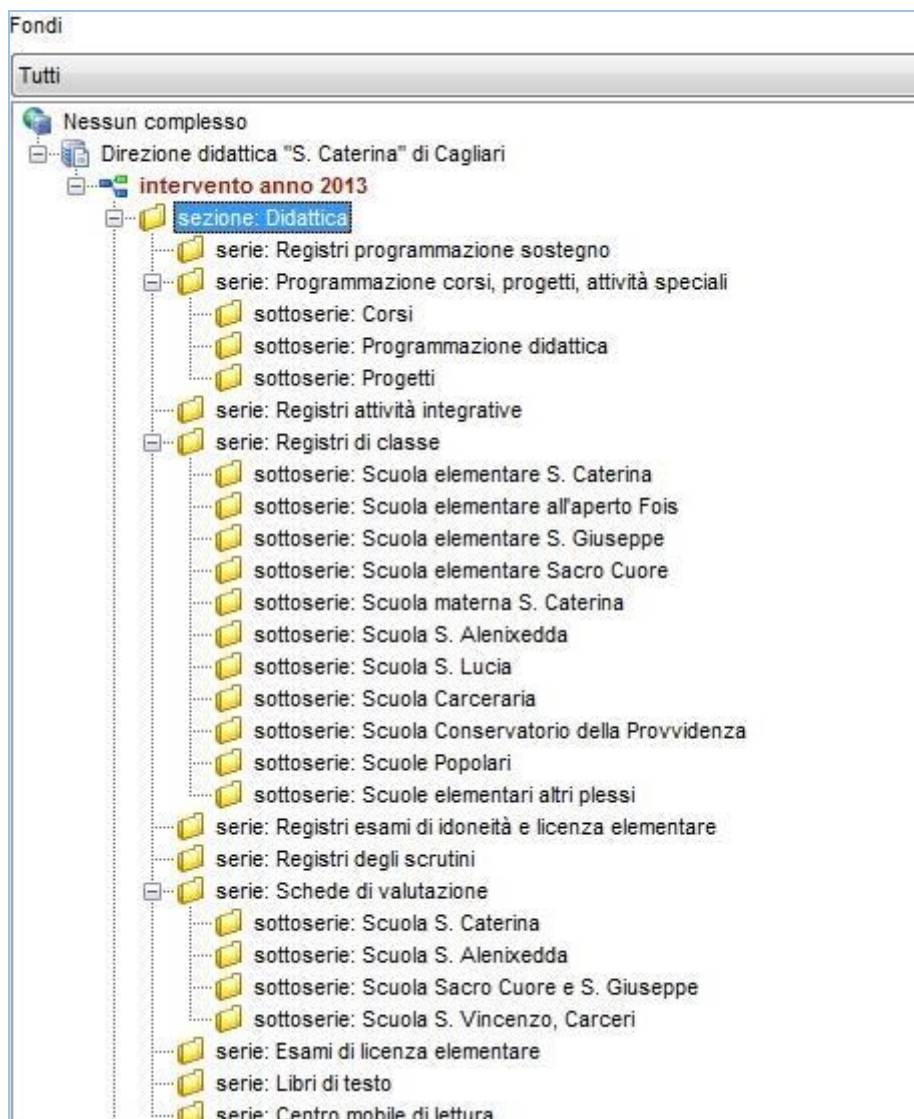 Fondi
Tutti
Nessun complesso
Direzione didattica "S. Caterina" di Cagliari
intervento anno 2013
sezione: Didattica
serie: Registri programmazione sostegno
serie: Programmazione corsi, progetti, attività speciali
sottoserie: Corsi
sottoserie: Programmazione didattica
sottoserie: Progetti
serie: Registri attività integrative
serie: Registri di classe
sottoserie: Scuola elementare S. Caterina
sottoserie: Scuola elementare all'aperto Fois
sottoserie: Scuola elementare S. Giuseppe
sottoserie: Scuola elementare Sacro Cuore
sottoserie: Scuola materna S. Caterina
sottoserie: Scuola S. Alenixedda
sottoserie: Scuola S. Lucia
sottoserie: Scuola Carceraria
sottoserie: Scuola Conservatorio della Provvidenza
sottoserie: Scuole Popolari
sottoserie: Scuole elementari altri plessi
serie: Registri esami di idoneità e licenza elementare
serie: Registri degli scrutini
serie: Schede di valutazione
sottoserie: Scuola S. Caterina
sottoserie: Scuola S. Alenixedda
sottoserie: Scuola Sacro Cuore e S. Giuseppe
sottoserie: Scuola S. Vincenzo, Carceri
serie: Esami di licenza elementare
serie: Libri di testo
serie: Centro mobile di lettura